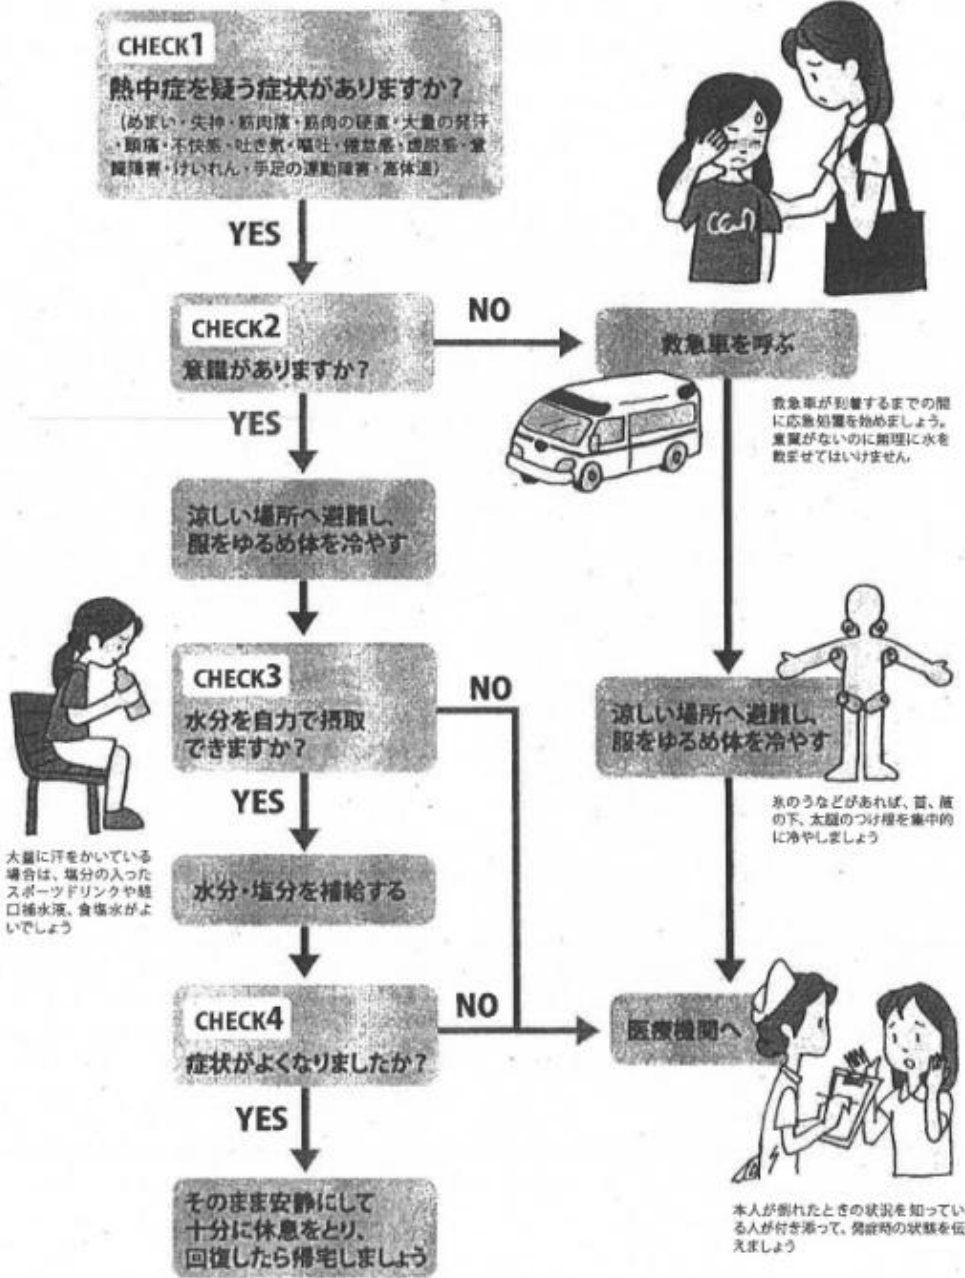 CHECK1
熱中症を疑う症状がありますか？
(めまい・失神・筋肉痛・筋肉の硬直・大量の発汗
・頭痛・不快感・吐き気・嘔吐・倦怠感・虚脱感・意
識障害・けいれん・手足の運動障害・高体温)
YES
CHECK2
意識がありますか？
NO
救急車を呼ぶ
救急車が到着するまでの間
に応急処置を始めましょう。
意識がないのに無理に水を
飲ませてはいけません
YES
涼しい場所へ避難し、
服をゆるめ体を冷やす
CHECK3
水分を自力で摂取
できますか？
NO
涼しい場所へ避難し、
服をゆるめ体を冷やす
氷のうなどがあれば、首、腋
の下、太腿のつけ根を集中的
に冷やしましょう
YES
大量に汗をかいている
場合は、塩分の入った
スポーツドリンクや経
口補水液、食塩水がよ
いでしょう
水分・塩分を補給する
CHECK4
症状がよくなりましたか？
NO
医療機関へ
YES
そのまま安静にして
十分に休息をとり、
回復したら帰宅しましょう
本人が倒れたときの状況を知ってい
る人が付き添って、発症時の状態を伝
えましょう